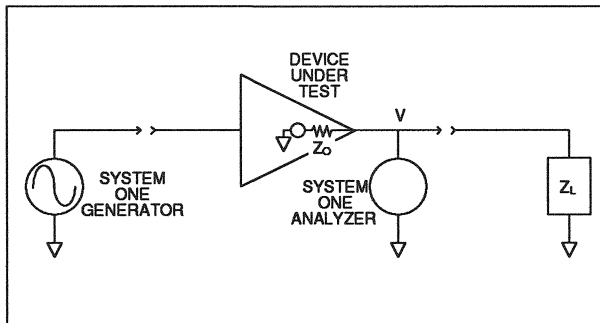 DEVICE
UNDER
TEST
V
Zo
SYSTEM
ONE
GENERATOR
SYSTEM
ONE
ANALYZER
ZL